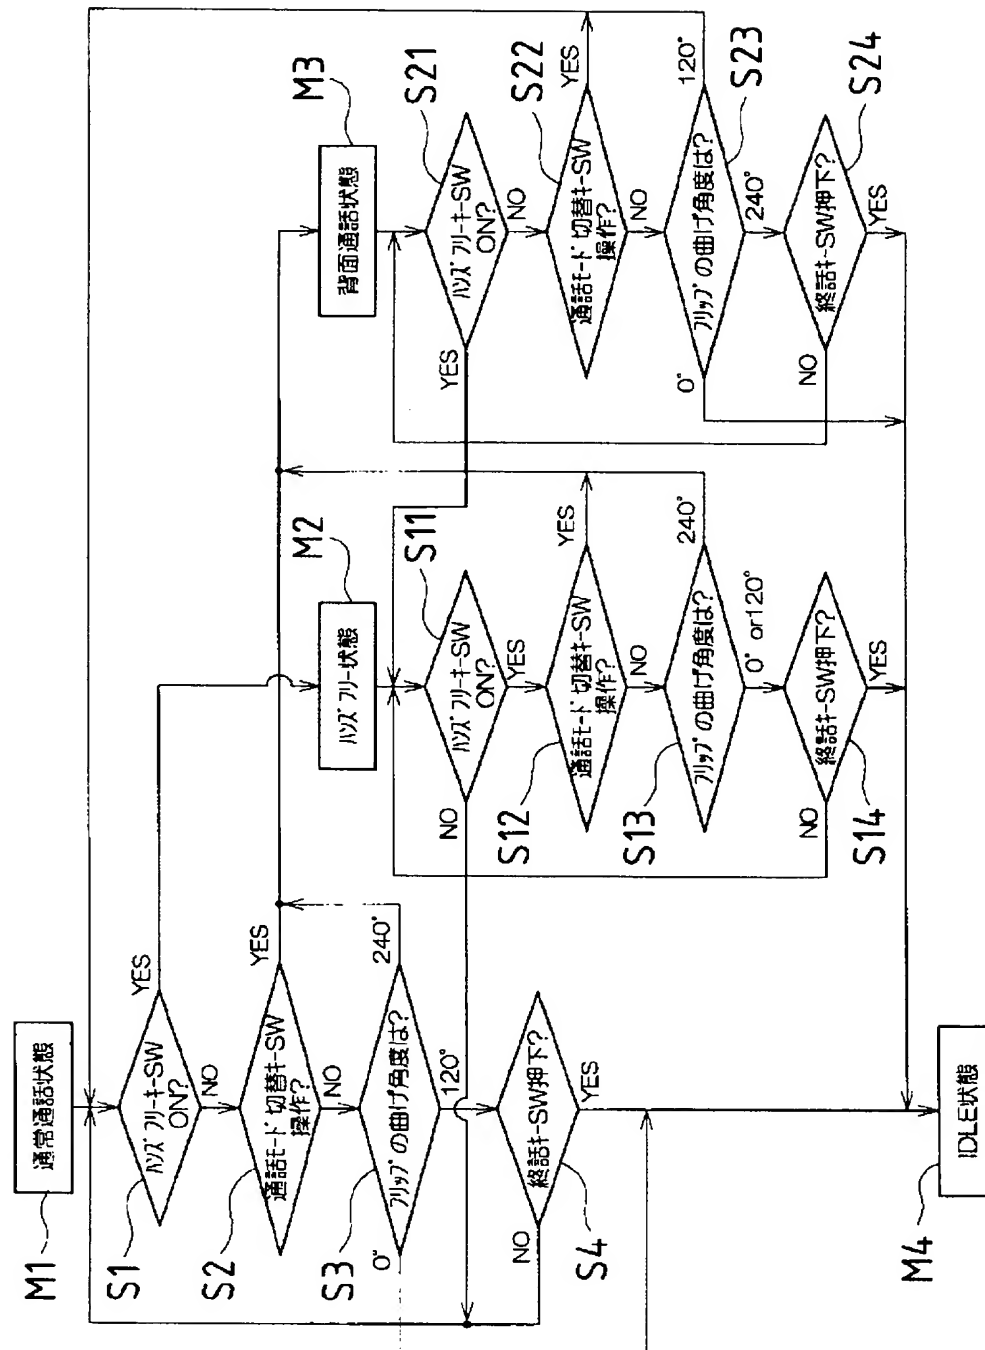 M1
通常通話状態
S1
ハンズフリーキーSW
ON?
YES
NO
S2
通話モード切替キーSW
操作?
YES
NO
S3
フリップの曲げ角度は?
0°
240°
120°
S4
終話キーSW押下?
NO
YES
M2
ハンズフリー状態
S11
ハンズフリーキーSW
ON?
NO
YES
S12
通話モード切替キーSW
操作?
YES
NO
S13
フリップの曲げ角度は?
240°
0° or120°
S14
終話キーSW押下?
NO
YES
M3
背面通話状態
S21
ハンズフリーキーSW
ON?
YES
NO
S22
通話モード切替キーSW
操作?
YES
NO
S23
フリップの曲げ角度は?
0°
120°
240°
S24
終話キーSW押下?
NO
YES
M4
IDLE状態